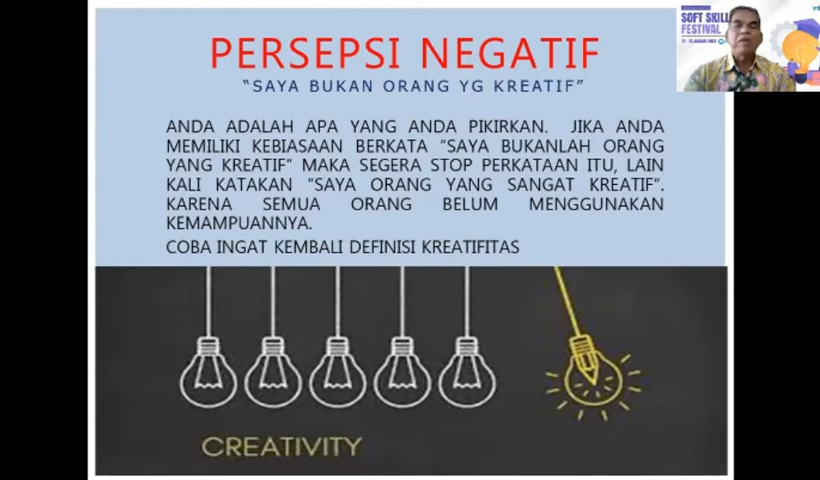 PERSEPSI NEGATIF
“SAYA BUKAN ORANG YG KREATIF”
ANDA ADALAH APA YANG ANDA PIKIRKAN. JIKA ANDA
MEMILIKI KEBIASAAN BERKATA “SAYA BUKANLAH ORANG
YANG KREATIF” MAKA SEGERA STOP PERKATAAN ITU, LAIN
KALI KATAKAN “SAYA ORANG YANG SANGAT KREATIF”.
KARENA SEMUA ORANG BELUM MENGGUNAKAN
KEMAMPUANNYA.
COBA INGAT KEMBALI DEFINISI KREATIFITAS
CREATIVITY
SOFT SKILL
FESTIVAL